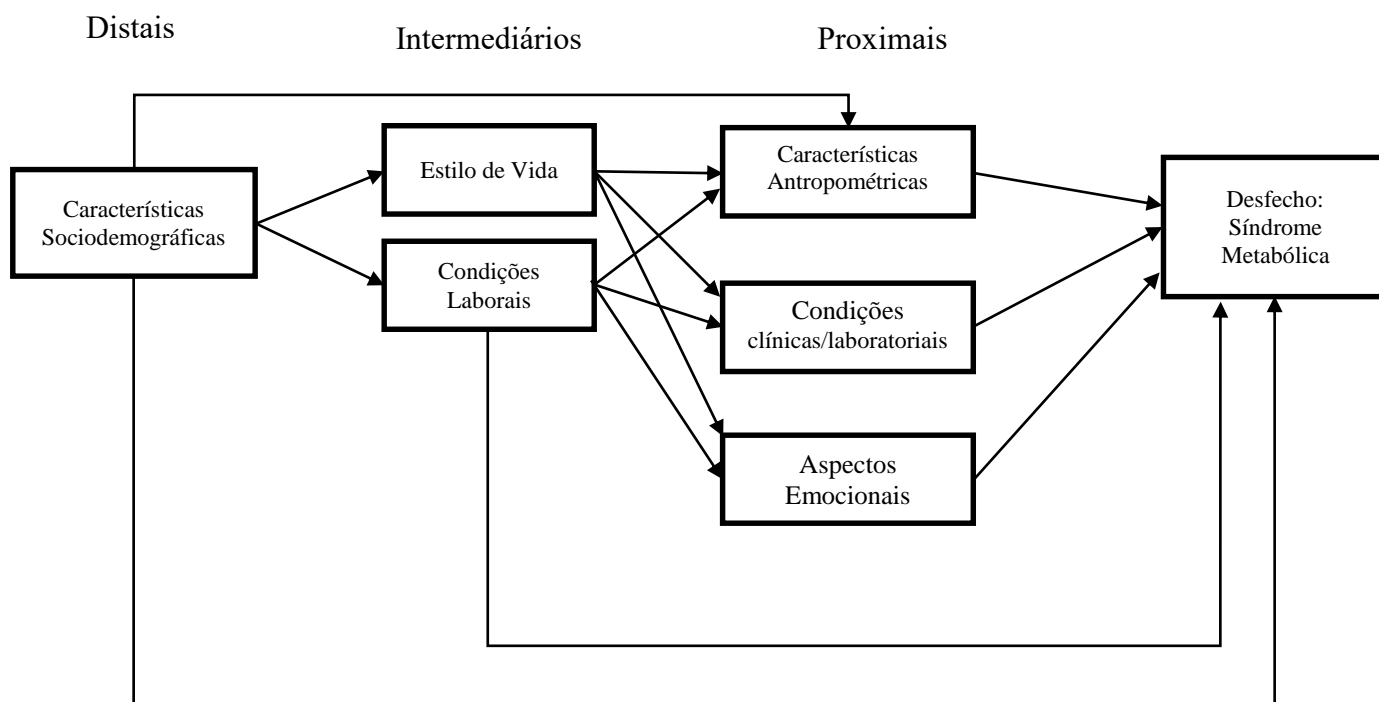 Distais
Intermediários
Proximais
Características
Sociodemográficas
Estilo de Vida
Condições
Laborais
Características
Antropométricas
Condições
clínicas/laboratoriais
Aspectos
Emocionais
Desfecho:
Síndrome
Metabólica